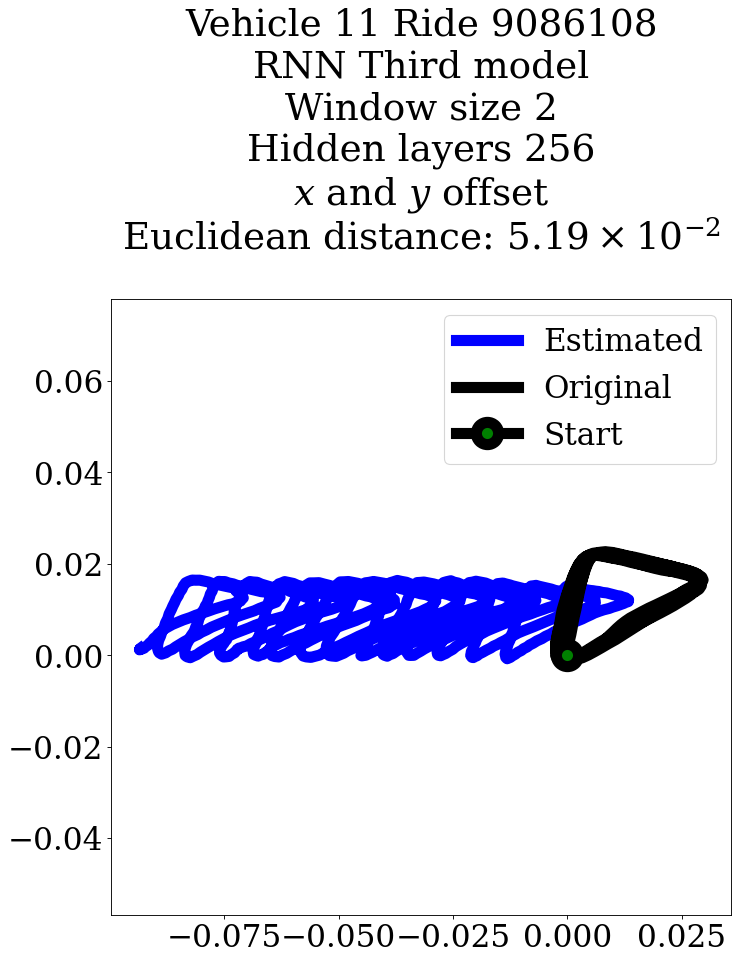 Vehicle 11 Ride 9086108
RNN Third model
Window size 2
Hidden layers 256
x and y offset
Euclidean distance: 5.19 × 10⁻²
Estimated
Original
Start
0.06
0.04
0.02
0.00
−0.02
−0.04
−0.075 −0.050 −0.025 0.000 0.025